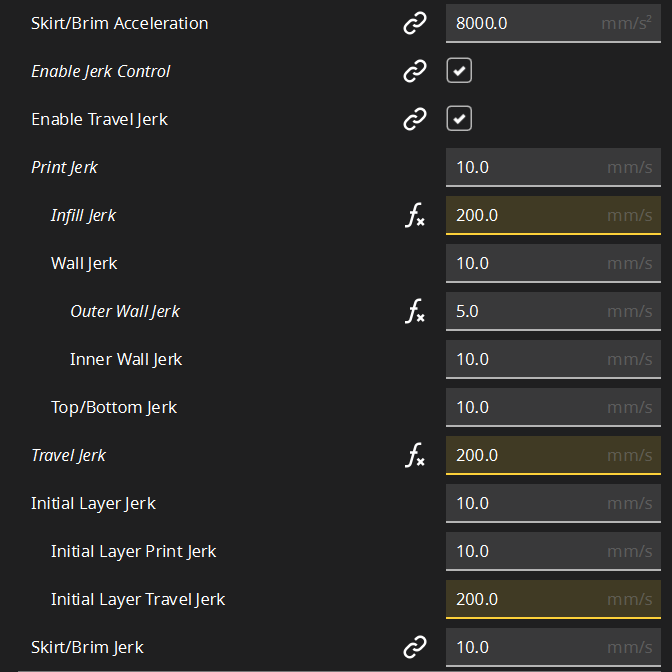 Skirt/Brim Acceleration 8000.0 mm/s²
Enable Jerk Control
Enable Travel Jerk
Print Jerk 10.0 mm/s
Infill Jerk 200.0 mm/s
Wall Jerk 10.0 mm/s
Outer Wall Jerk 5.0 mm/s
Inner Wall Jerk 10.0 mm/s
Top/Bottom Jerk 10.0 mm/s
Travel Jerk 200.0 mm/s
Initial Layer Jerk 10.0 mm/s
Initial Layer Print Jerk 10.0 mm/s
Initial Layer Travel Jerk 200.0 mm/s
Skirt/Brim Jerk 10.0 mm/s